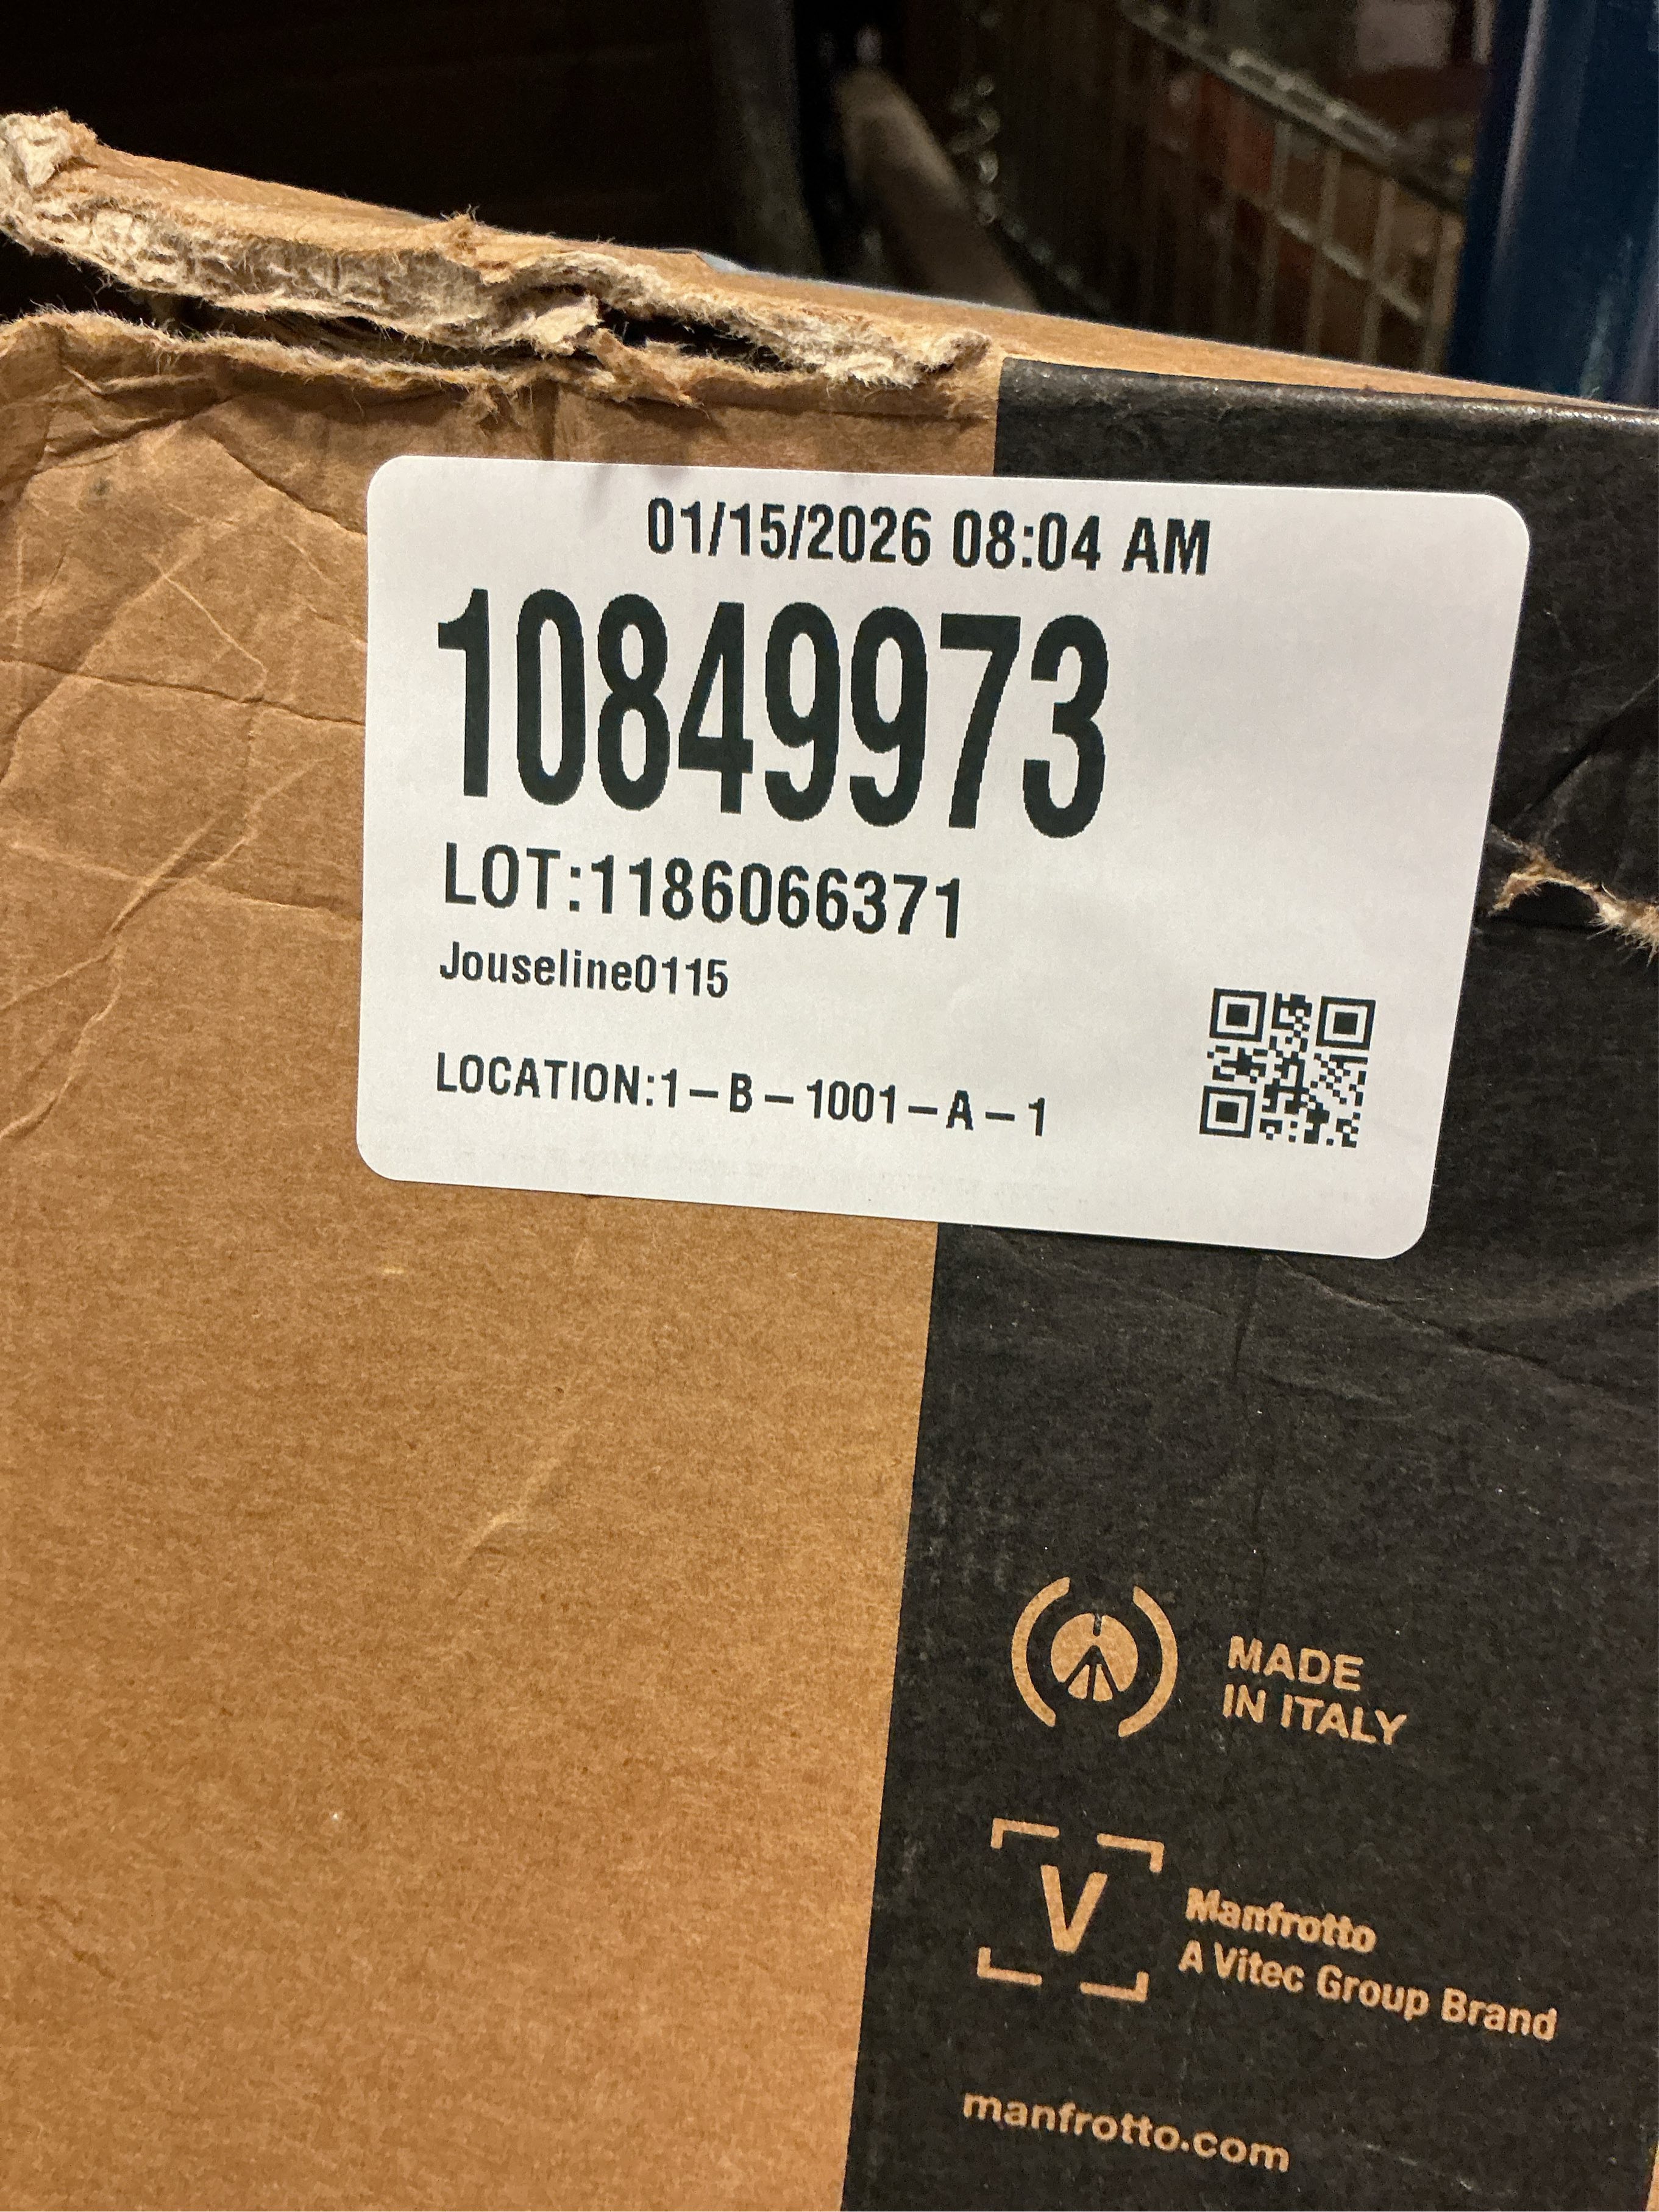 01/15/2026 08:04 AM
10849973
LOT:1186066371
Jouseline0115
LOCATION:1-B-1001-A-1
MADE
IN ITALY
V
Manfrotto
A Vitec Group Brand
manfrotto.com